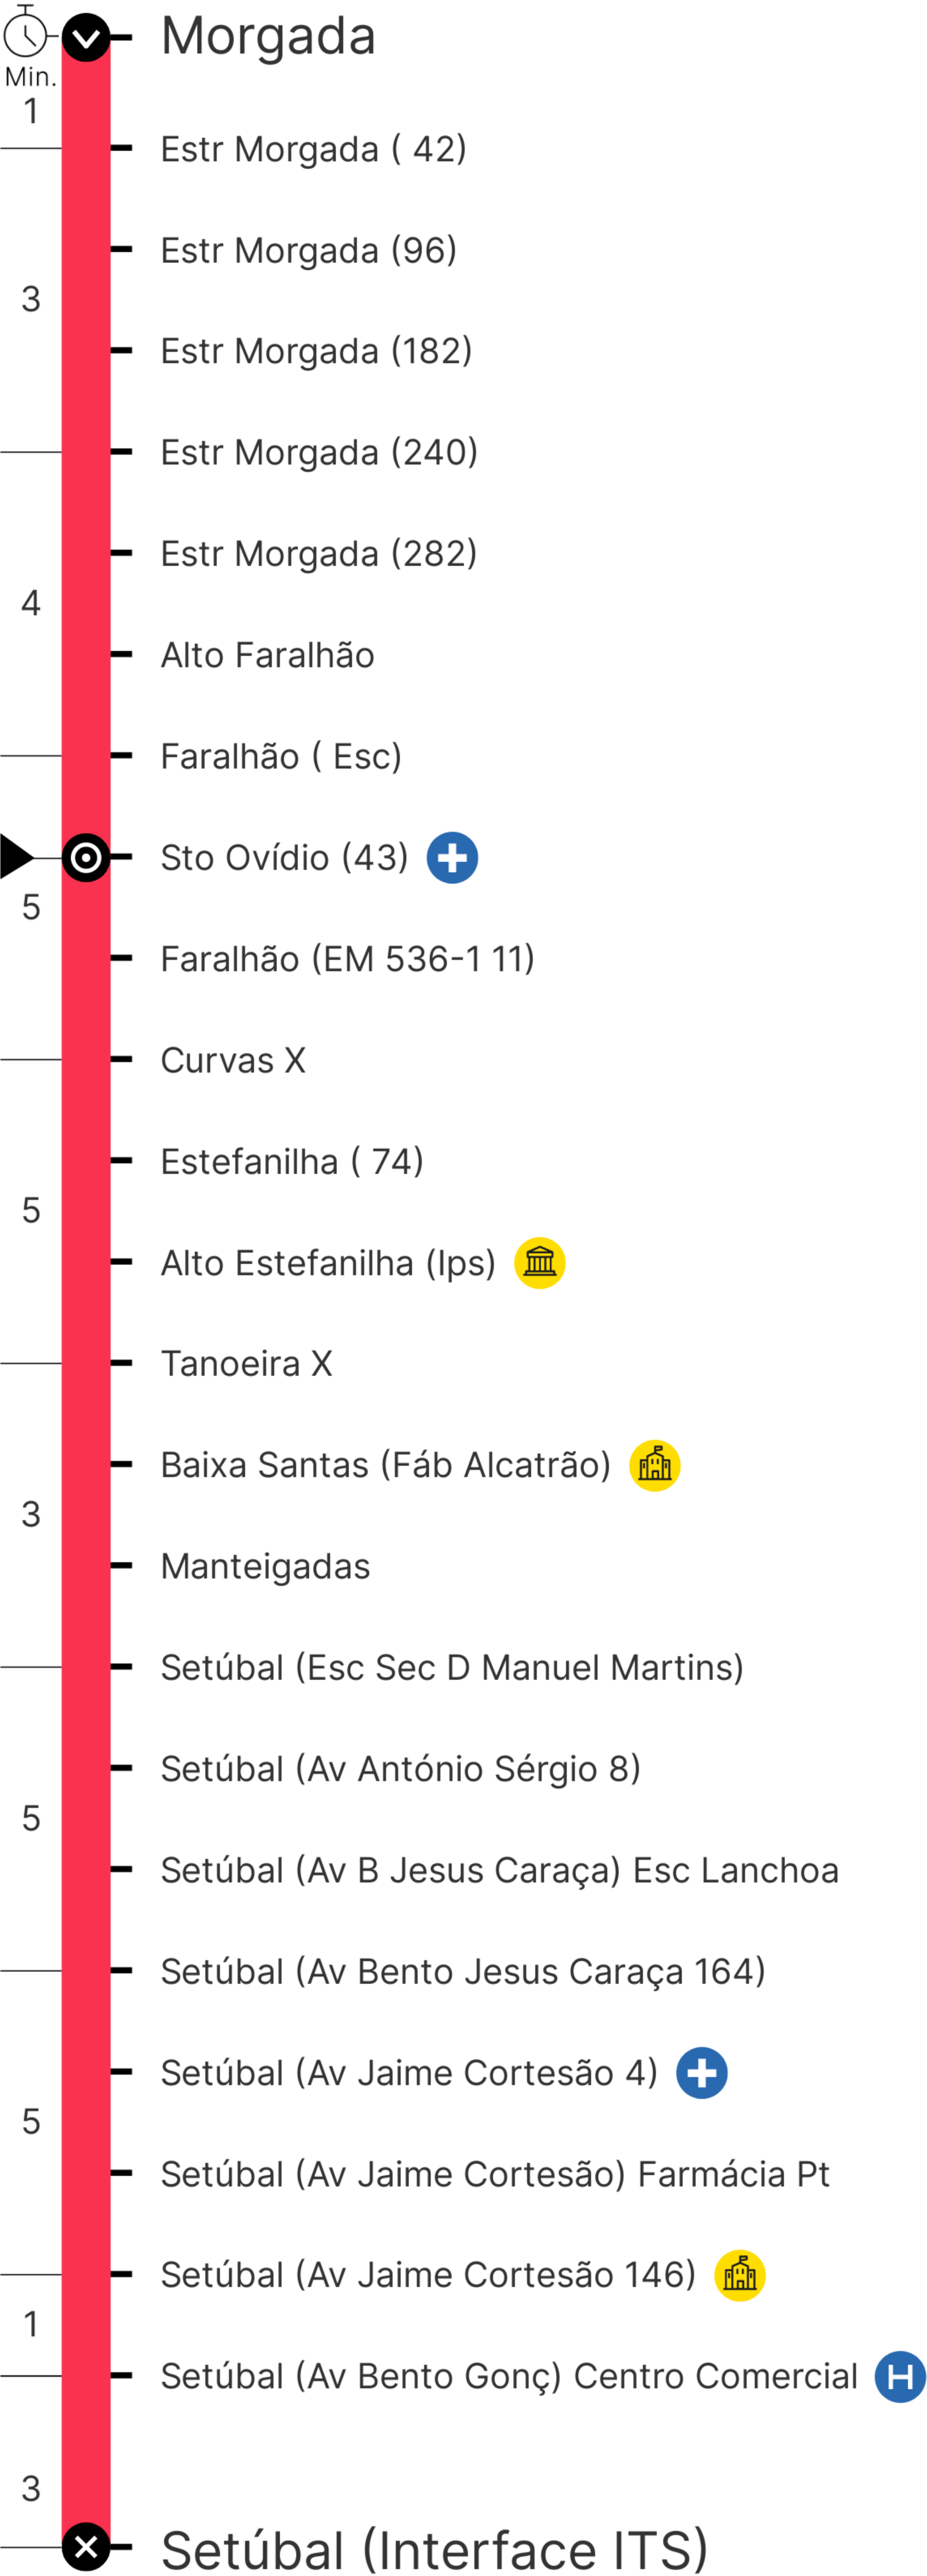 Morgada
Min.
1
Estr Morgada ( 42)
Estr Morgada (96)
3
Estr Morgada (182)
Estr Morgada (240)
Estr Morgada (282)
4
Alto Faralhão
Faralhão ( Esc)
Sto Ovídio (43)
5
Faralhão (EM 536-1 11)
Curvas X
Estefanilha ( 74)
5
Alto Estefanilha (Ips)
Tanoeira X
Baixa Santas (Fáb Alcatrão)
3
Manteigadas
Setúbal (Esc Sec D Manuel Martins)
Setúbal (Av António Sérgio 8)
5
Setúbal (Av B Jesus Caraça) Esc Lanchoa
Setúbal (Av Bento Jesus Caraça 164)
Setúbal (Av Jaime Cortesão 4)
5
Setúbal (Av Jaime Cortesão) Farmácia Pt
Setúbal (Av Jaime Cortesão 146)
1
Setúbal (Av Bento Gonç) Centro Comercial H
3
Setúbal (Interface ITS)